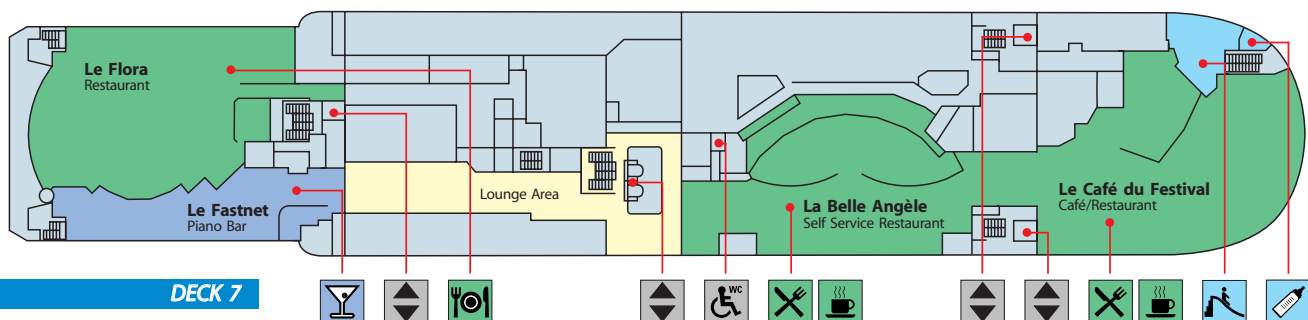 Le Flora
Restaurant
Le Fastnet
Piano Bar
Lounge Area
La Belle Angèle
Self Service Restaurant
Le Café du Festival
Café/Restaurant
DECK 7
WC